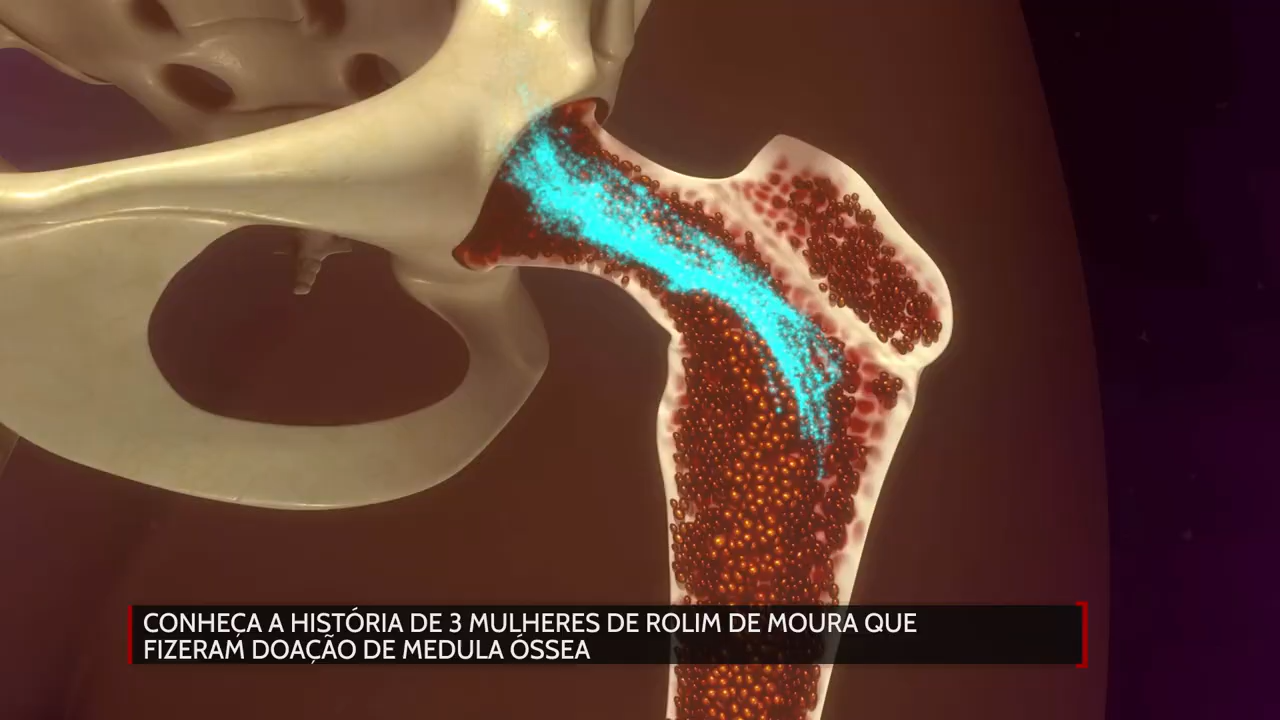 CONHEÇA A HISTÓRIA DE 3 MULHERES DE ROLIM DE MOURA QUE
FIZERAM DOAÇÃO DE MEDULA ÓSSEA